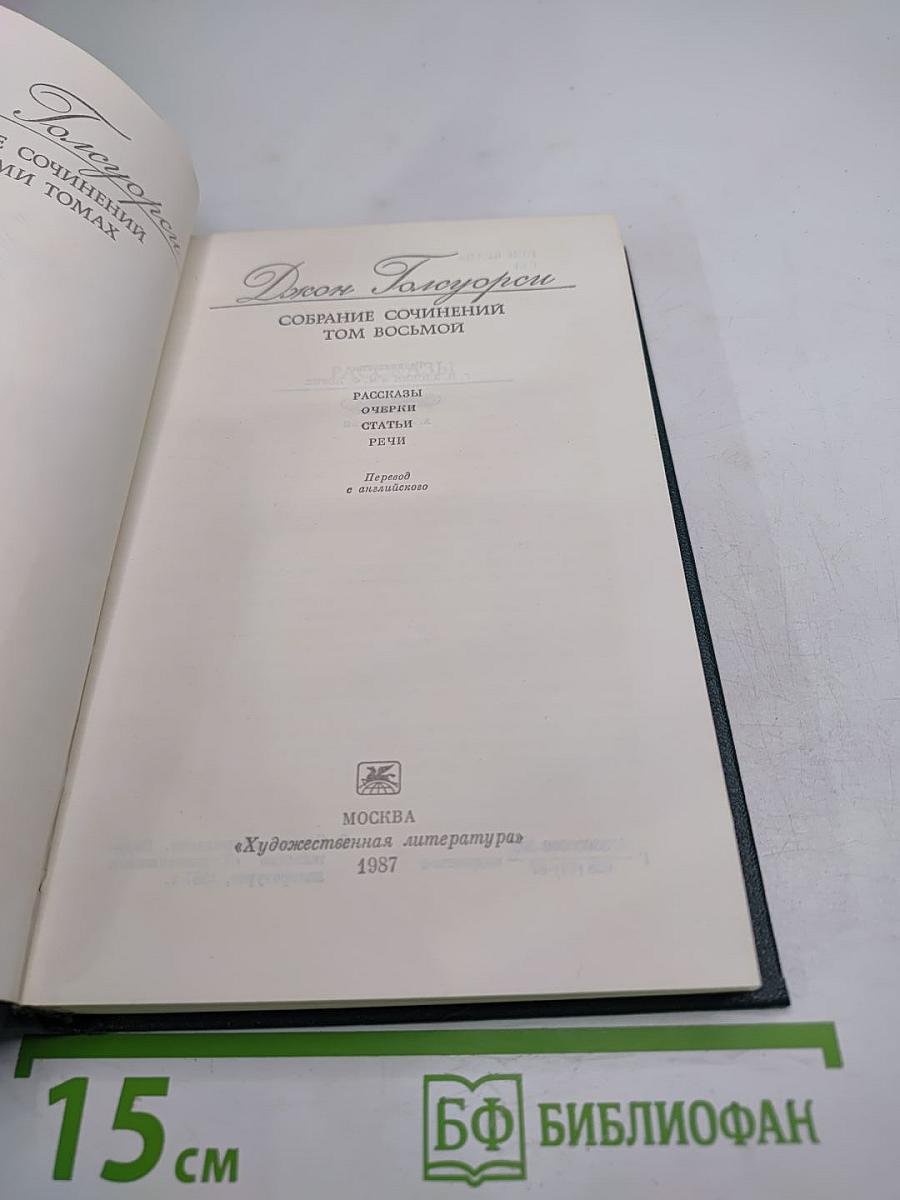 Голсуорси
Е СОЧИНЕНИЙ
МИ ТОМАХ
Джон Голсуорси
СОБРАНИЕ СОЧИНЕНИЙ
ТОМ ВОСЬМОЙ
РАССКАЗЫ
ОЧЕРКИ
СТАТЬИ
РЕЧИ
Перевод
с английского
МОСКВА
«Художественная литература»
1987
15 см
БФ БИБЛИОФАН